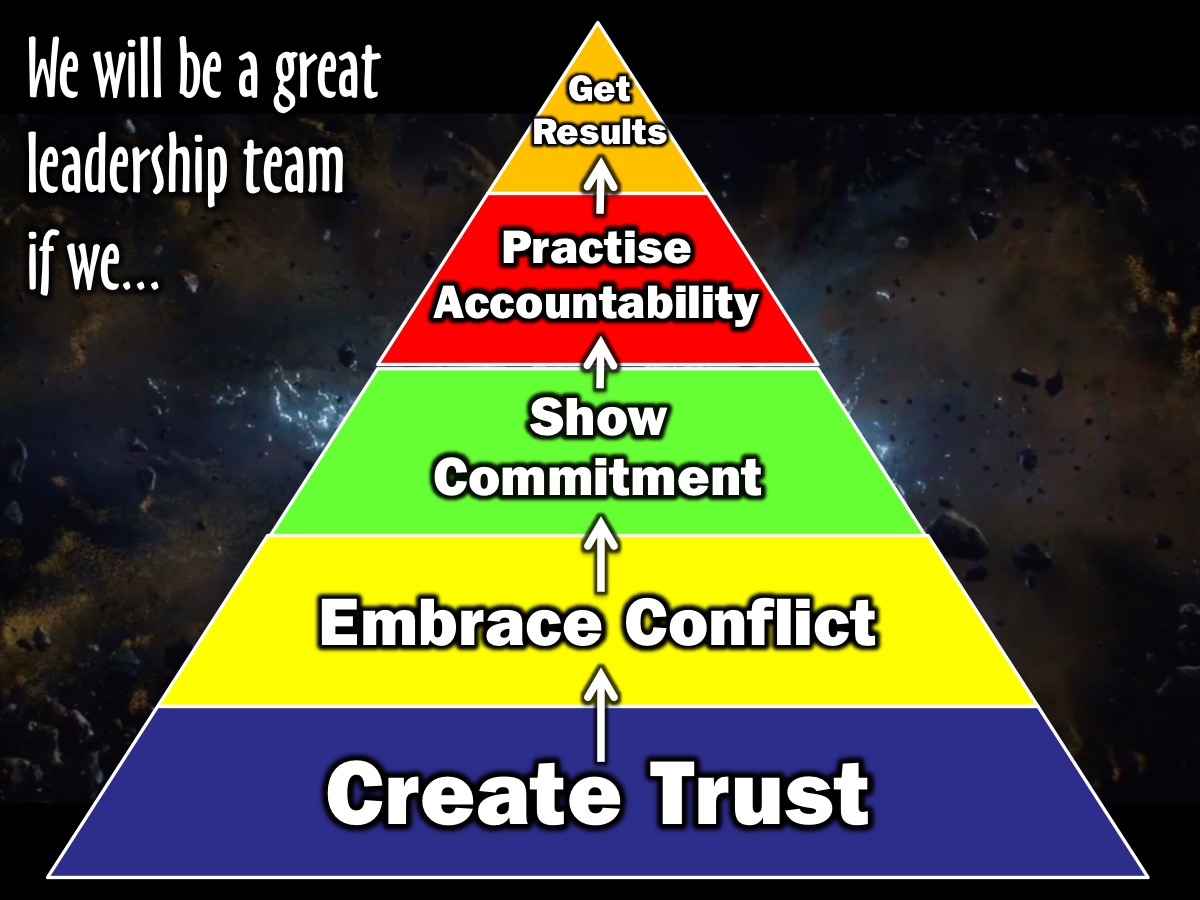 We will be a great
leadership team
if we...
Get
Results
Practise
Accountability
Show
Commitment
Embrace Conflict
Create Trust